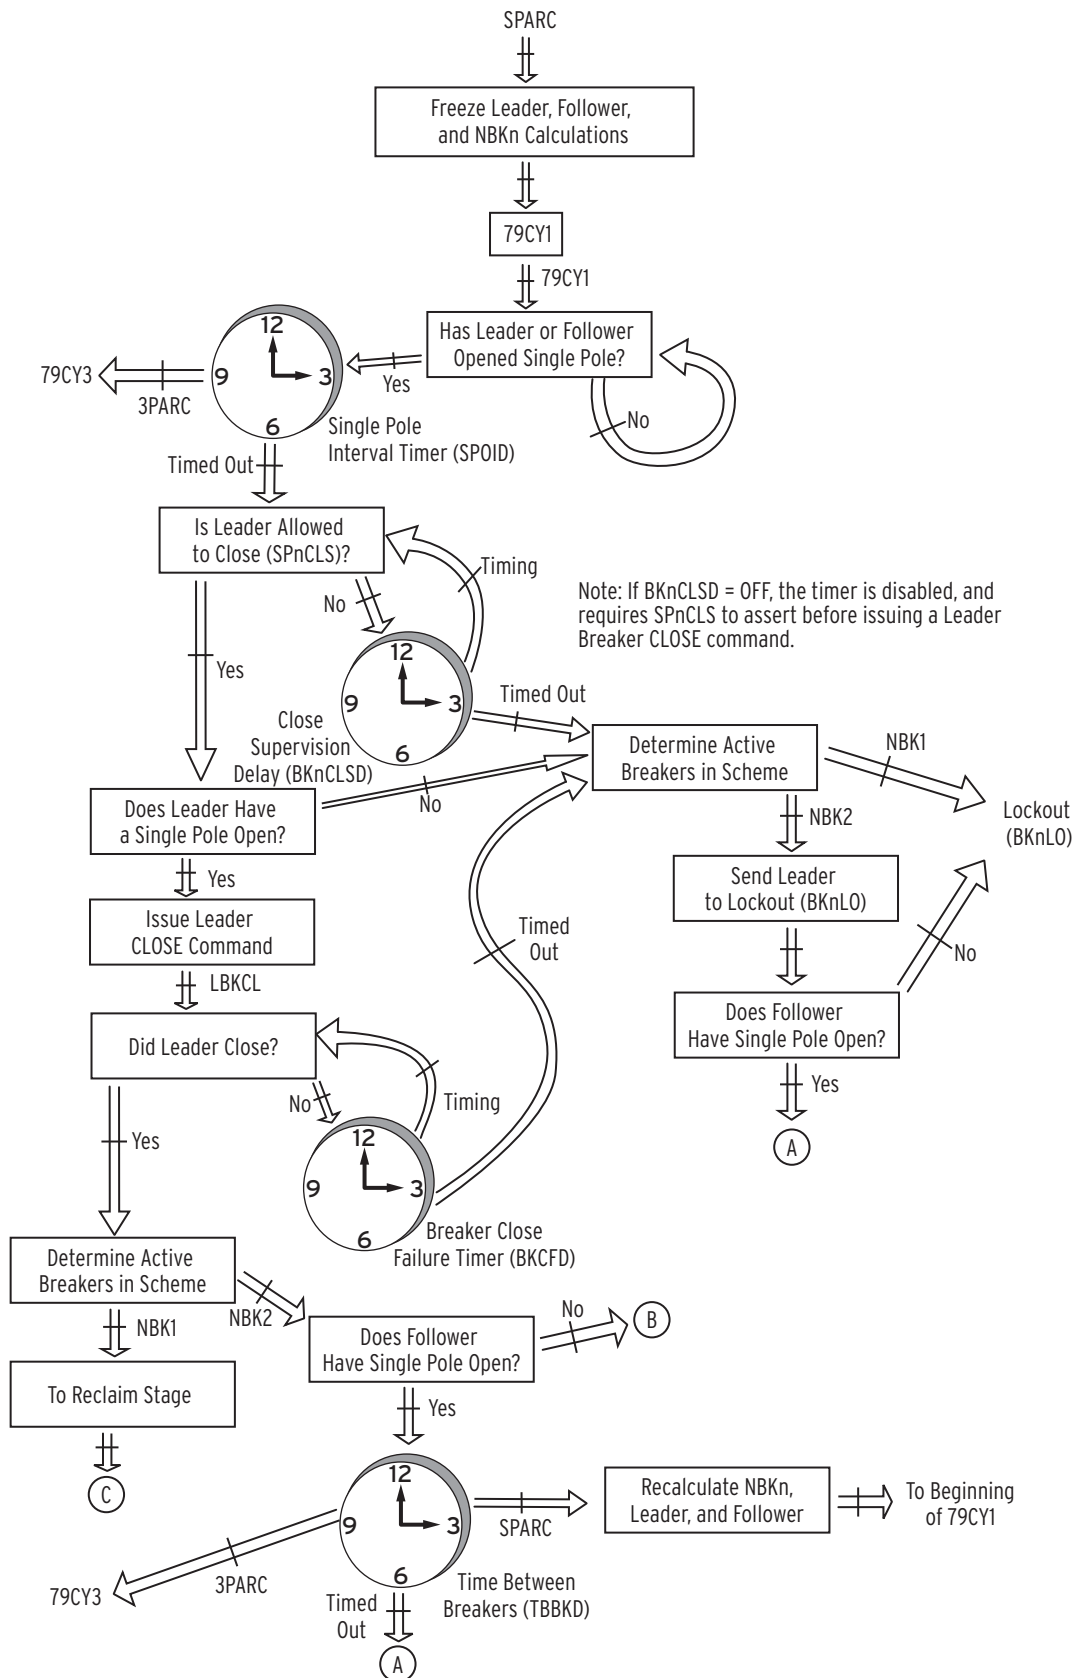 SPARC
Freeze Leader, Follower,
and NBKn Calculations
79CY1
79CY1
Has Leader or Follower
Opened Single Pole?
Yes
No
12
3
6
9
3PARC
79CY3
Single Pole
Interval Timer (SPOID)
Timed Out
Is Leader Allowed
to Close (SPnCLS)?
Timing
No
Yes
Note: If BKnCLSD = OFF, the timer is disabled, and
requires SPnCLS to assert before issuing a Leader
Breaker CLOSE command.
12
3
6
9
Close
Supervision
Delay (BKnCLSD)
Timed Out
Determine Active
Breakers in Scheme
NBK1
Lockout
(BKnLO)
NBK2
Send Leader
to Lockout (BKnLO)
No
Does Follower
Have Single Pole Open?
Yes
A
Does Leader Have
a Single Pole Open?
No
Yes
Issue Leader
CLOSE Command
LBKCL
Did Leader Close?
Timing
No
Timed
Out
12
3
6
9
Breaker Close
Failure Timer (BKCFD)
Yes
Determine Active
Breakers in Scheme
NBK1
NBK2
To Reclaim Stage
C
Does Follower
Have Single Pole Open?
No
B
Yes
12
3
6
9
Time Between
Breakers (TBBKD)
SPARC
Recalculate NBKn,
Leader, and Follower
To Beginning
of 79CY1
3PARC
79CY3
Timed
Out
A